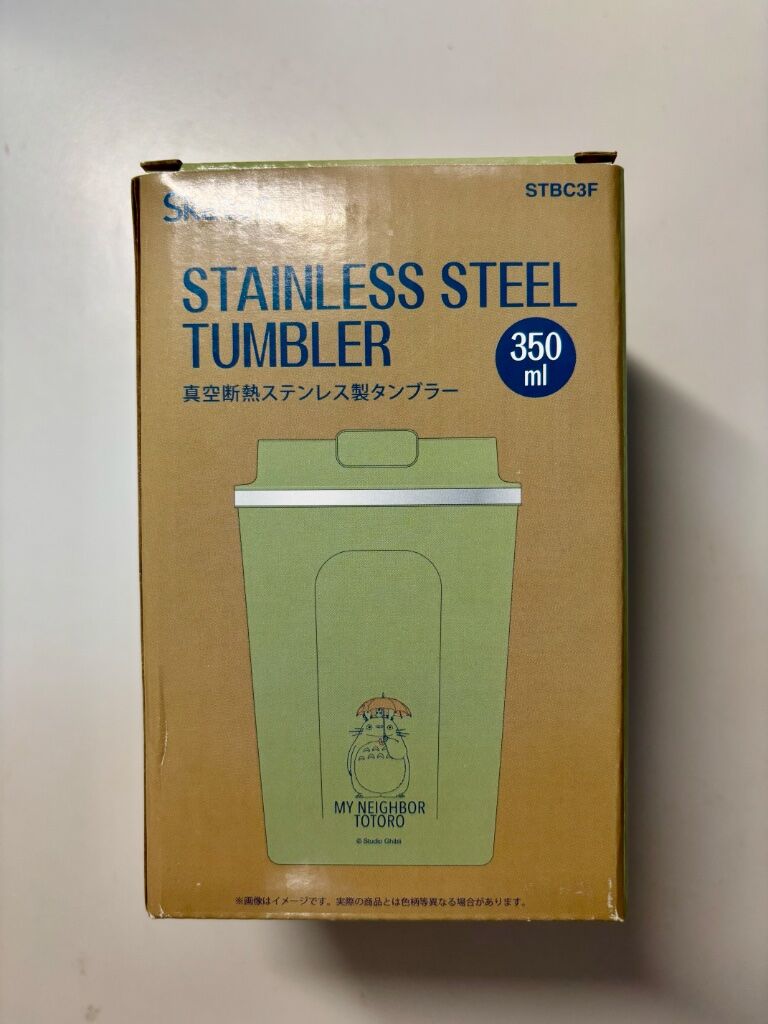 STBC3F
STAINLESS STEEL
TUMBLER
350
ml
真空断熱ステンレス製タンブラー
MY NEIGHBOR
TOTORO
© Studio Ghibli
※画像はイメージです。実際の商品とは色柄等異なる場合があります。